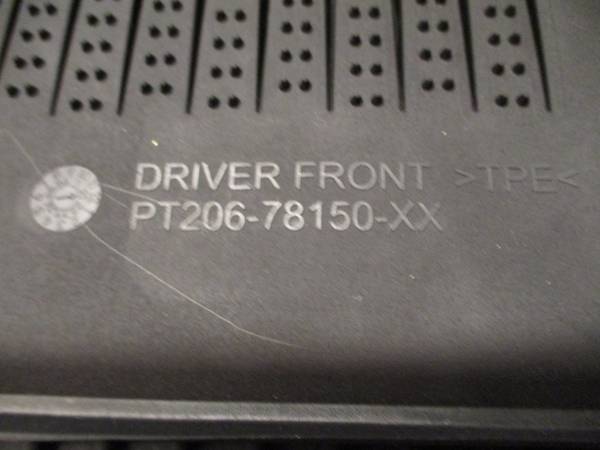 DRIVER FRONT >TPE<
PT206-78150-XX